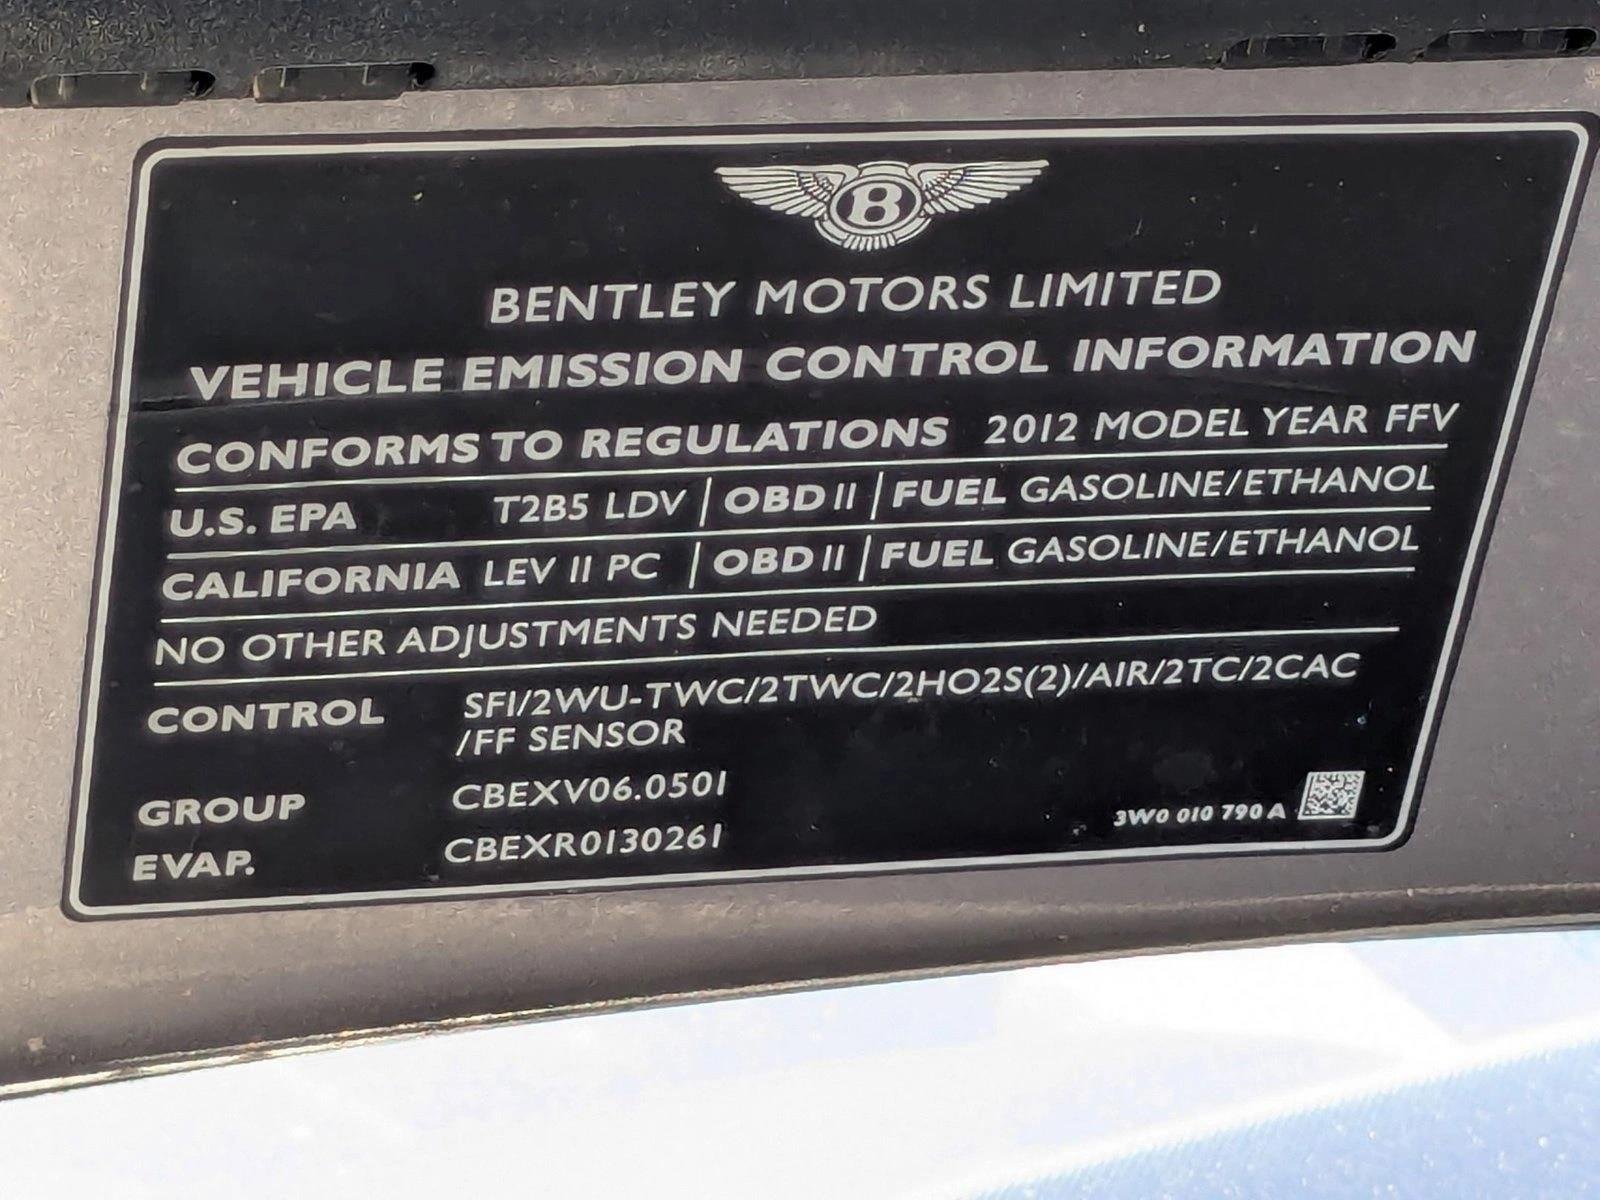 B
BENTLEY MOTORS LIMITED
VEHICLE EMISSION CONTROL INFORMATION
CONFORMS TO REGULATIONS 2012 MODEL YEAR FFV
U.S. EPA T2B5 LDV | OBD II | FUEL GASOLINE/ETHANOL
CALIFORNIA LEV II PC | OBD II | FUEL GASOLINE/ETHANOL
NO OTHER ADJUSTMENTS NEEDED
CONTROL SFI/2WU-TWC/2TWC/2HO2S(2)/AIR/2TC/2CAC
/FF SENSOR
GROUP CBEXV06.0501
EVAP. CBEXR0130261
3W0 010 790 A